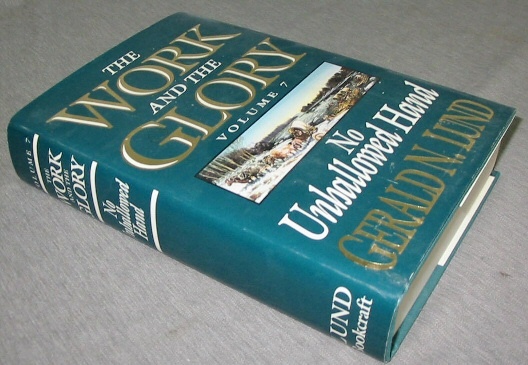 THE
WORK
AND THE
GLORY
VOLUME 7
No
Unhallowed Hand
GERALD N. LUND
VOLUME 7
THE
WORK
AND THE
GLORY
No
Unhallowed
Hand
LUND
Bookcraft